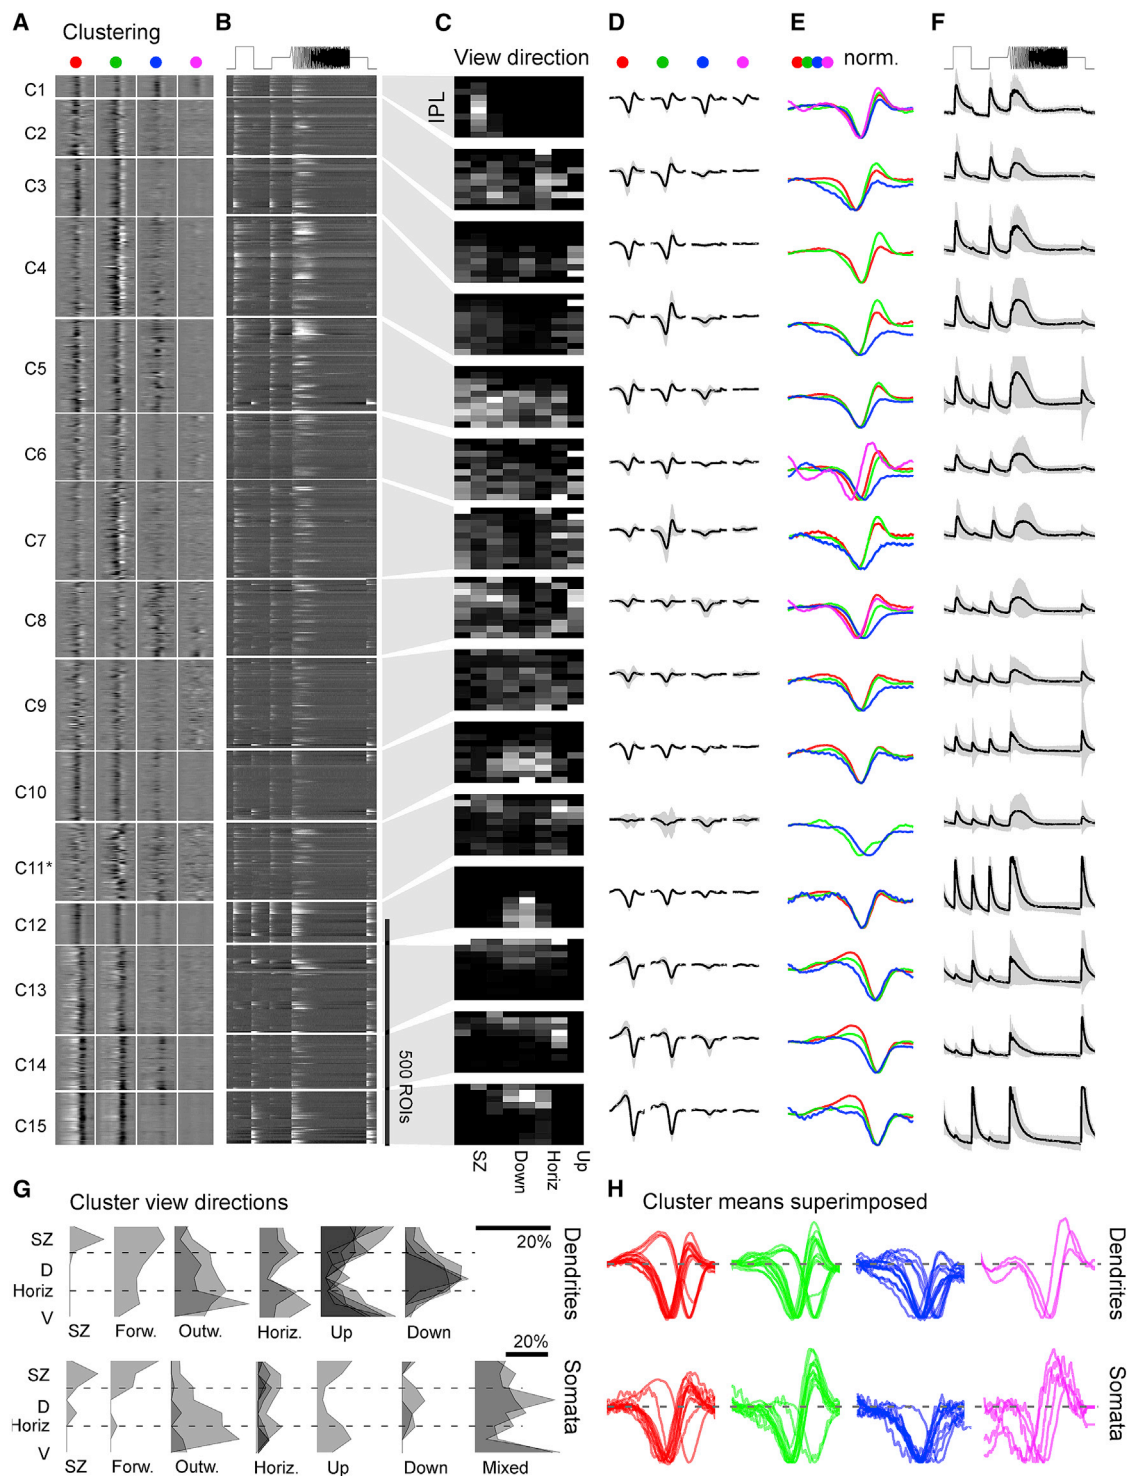 A
B
C
D
E
F
Clustering
View direction
norm.
IPL
C1
C2
C3
C4
C5
C6
C7
C8
C9
C10
C11*
C12
C13
C14
C15
500 ROIs
SZ
Down
Horiz
Up
G
Cluster view directions
20%
SZ
D
Horiz
V
SZ Forw. Outw. Horiz. Up Down
Dendrites
20%
SZ
D
Horiz
V
SZ Forw. Outw. Horiz. Up Down Mixed
Somata
H
Cluster means superimposed
Dendrites
Somata